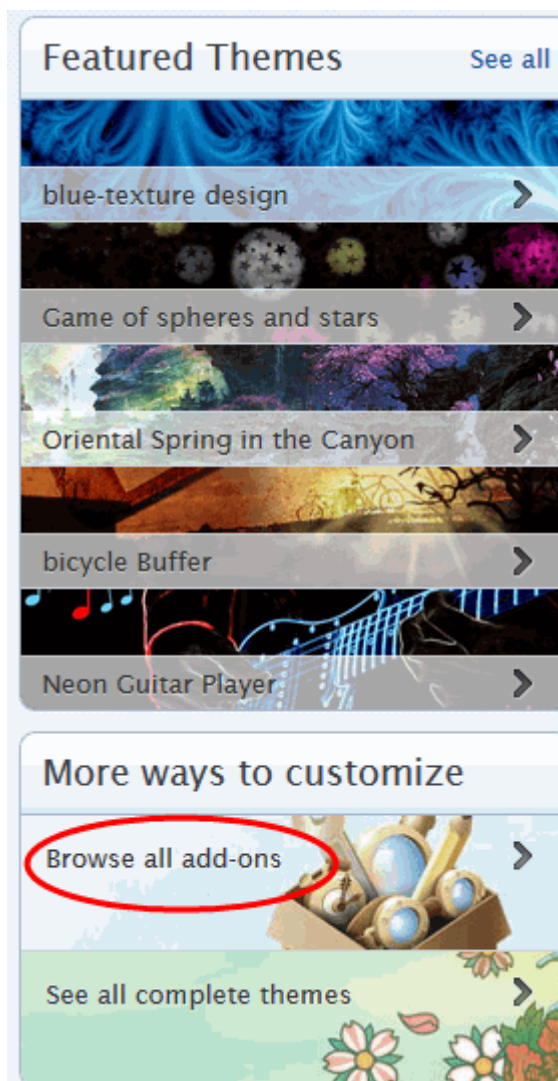 Featured Themes See all
blue-texture design
Game of spheres and stars
Oriental Spring in the Canyon
bicycle Buffer
Neon Guitar Player
More ways to customize
Browse all add-ons
See all complete themes